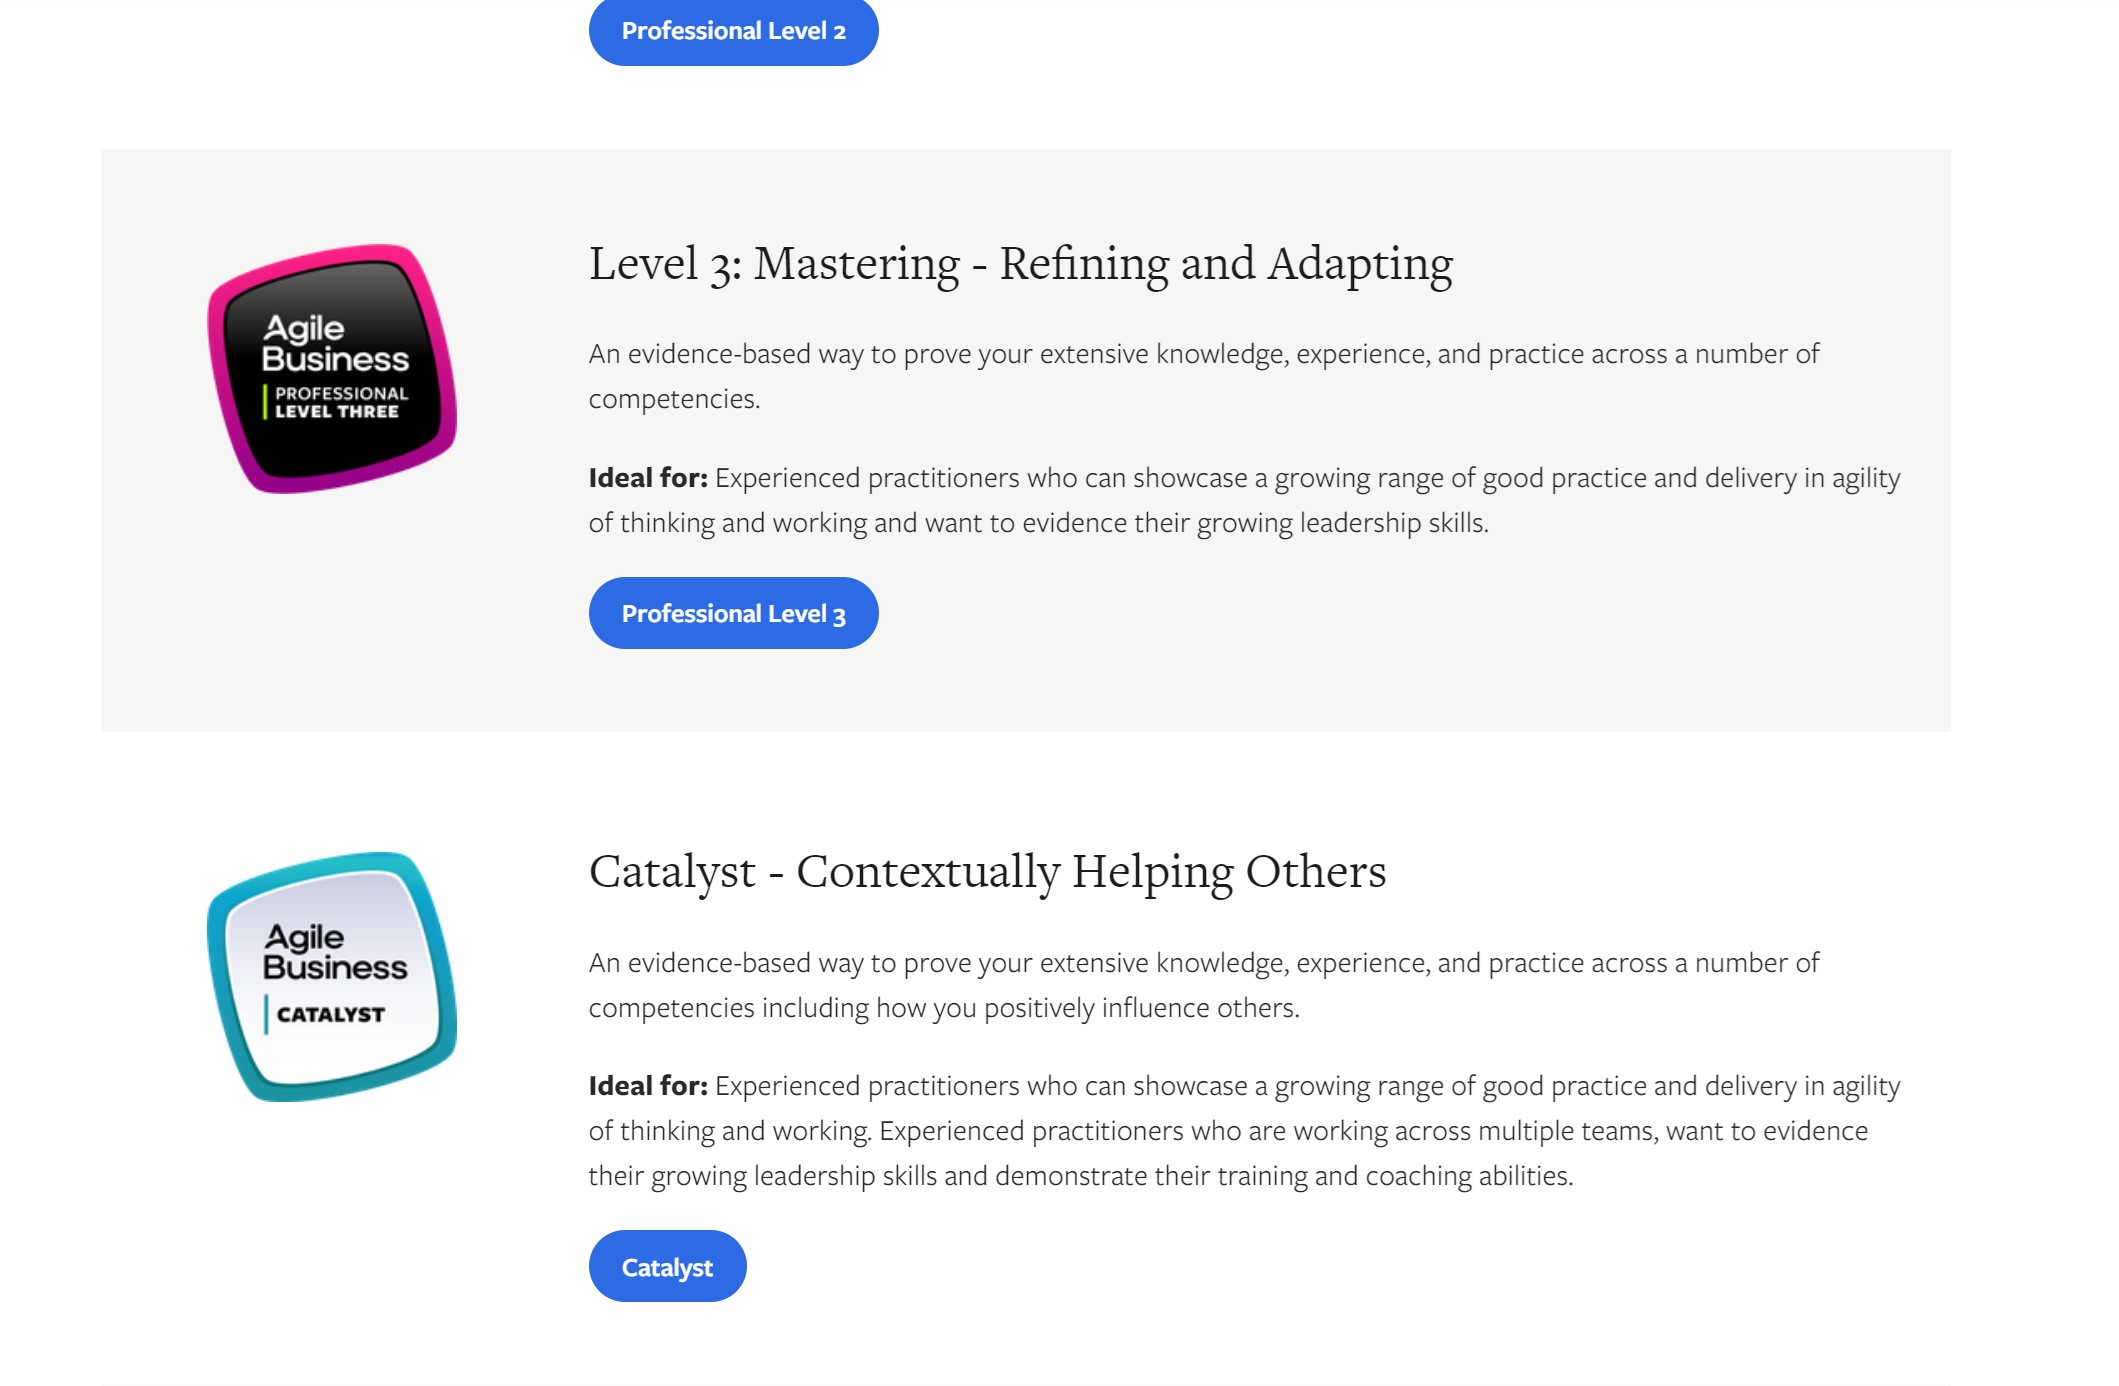 Professional Level 2
Agile
Business
PROFESSIONAL
LEVEL THREE
Level 3: Mastering - Refining and Adapting
An evidence-based way to prove your extensive knowledge, experience, and practice across a number of
competencies.
Ideal for: Experienced practitioners who can showcase a growing range of good practice and delivery in agility
of thinking and working and want to evidence their growing leadership skills.
Professional Level 3
Agile
Business
CATALYST
Catalyst - Contextually Helping Others
An evidence-based way to prove your extensive knowledge, experience, and practice across a number of
competencies including how you positively influence others.
Ideal for: Experienced practitioners who can showcase a growing range of good practice and delivery in agility
of thinking and working. Experienced practitioners who are working across multiple teams, want to evidence
their growing leadership skills and demonstrate their training and coaching abilities.
Catalyst